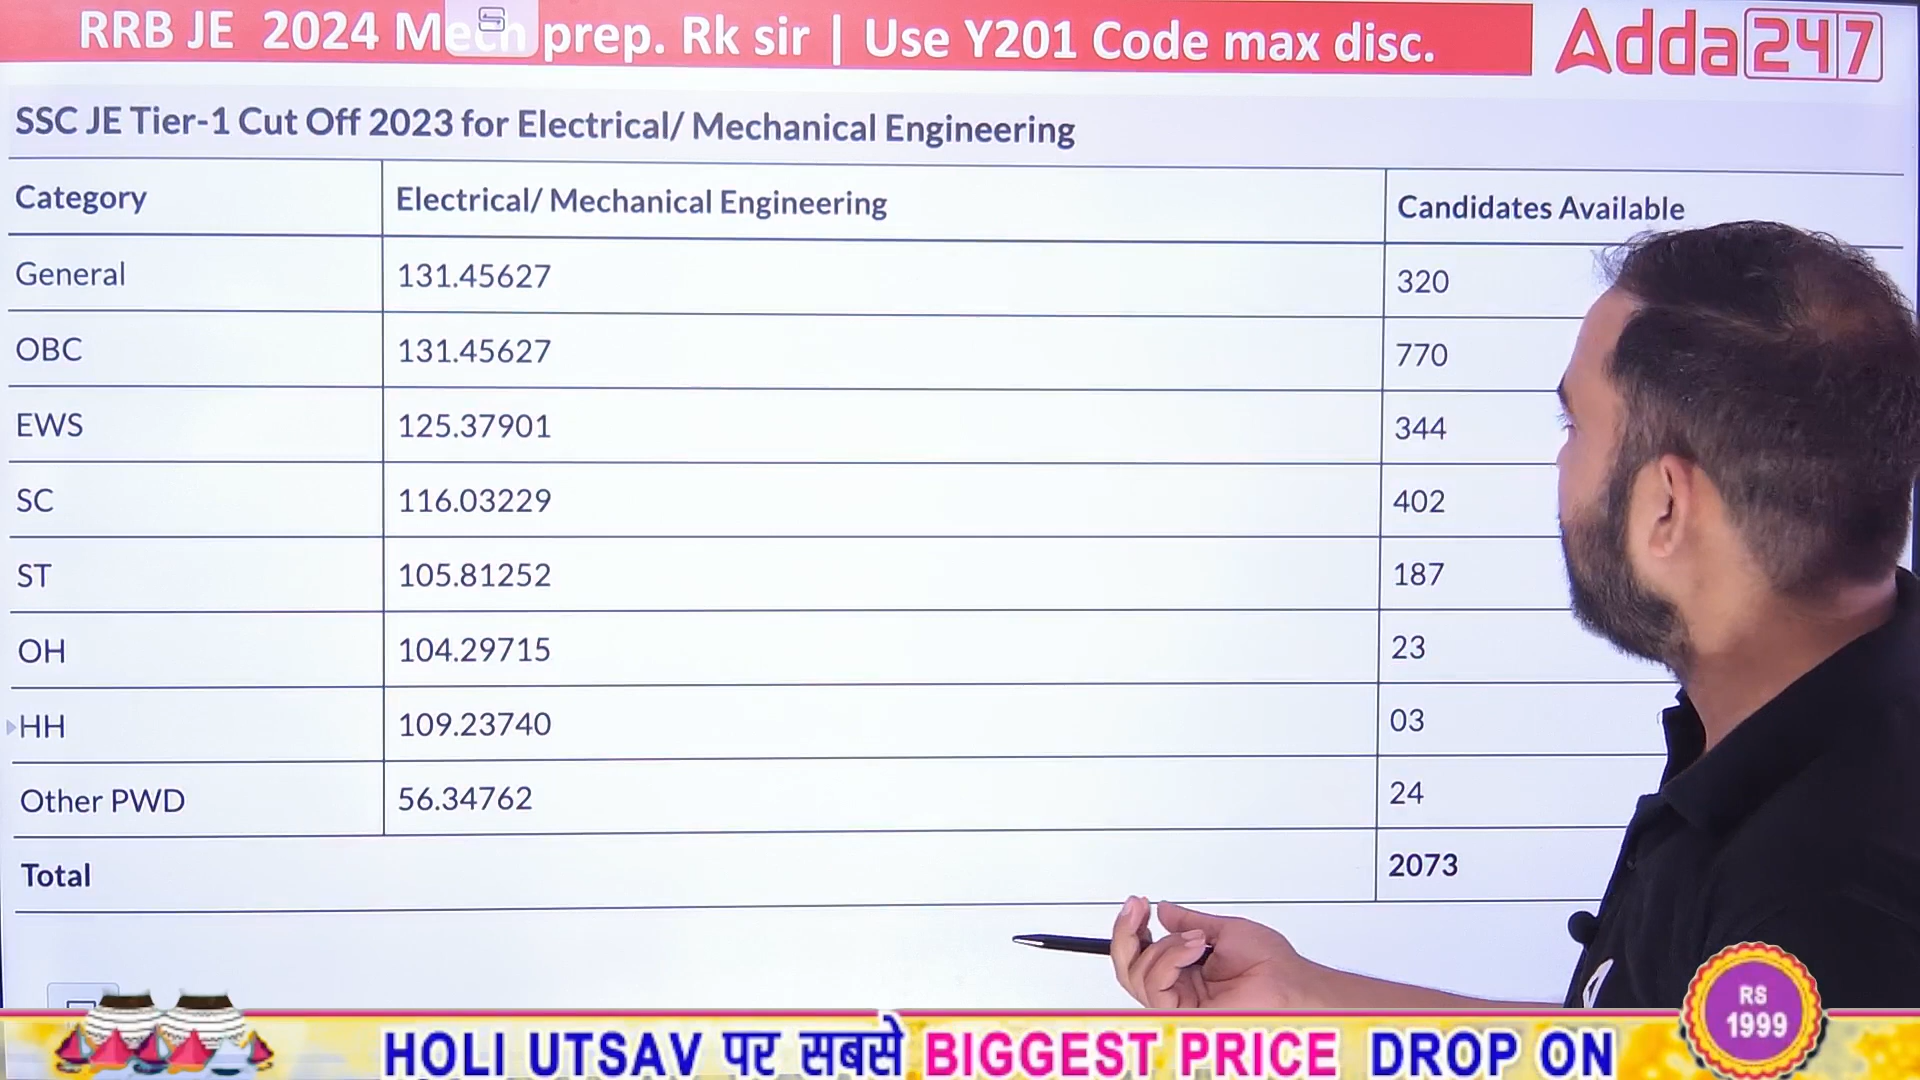 RRB JE 2024 Mech prep. Rk sir | Use Y201 Code max disc.
Adda247
SSC JE Tier-1 Cut Off 2023 for Electrical/ Mechanical Engineering
Category Electrical/ Mechanical Engineering Candidates Available
General 131.45627 320
OBC 131.45627 770
EWS 125.37901 344
SC 116.03229 402
ST 105.81252 187
OH 104.29715 23
HH 109.23740 03
Other PWD 56.34762 24
Total 2073
HOLI UTSAV पर सबसे BIGGEST PRICE DROP ON
RS
1999